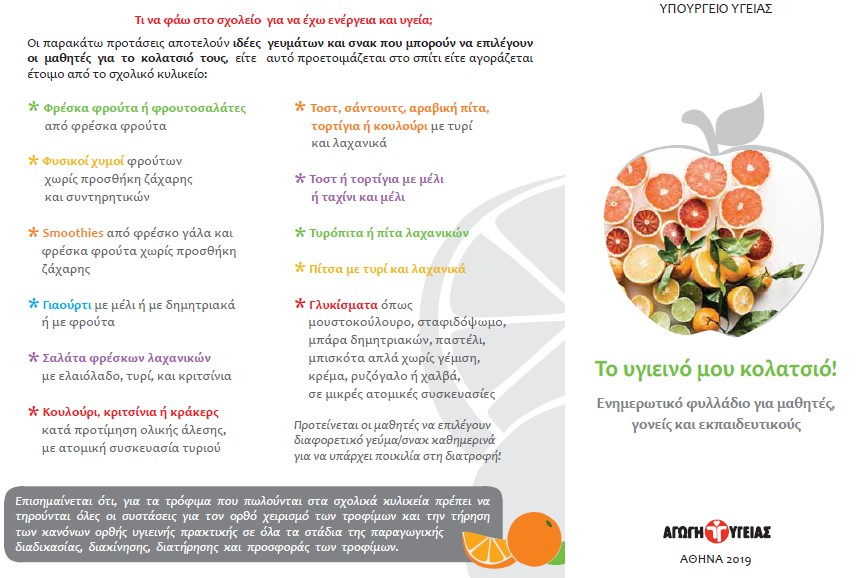 Τι να φάω στο σχολείο για να έχω ενέργεια και υγεία;
Οι παρακάτω προτάσεις αποτελούν ιδέες γευμάτων και σνακ που μπορούν να επιλέγουν
οι μαθητές για το κολατσιό τους, είτε αυτό προετοιμάζεται στο σπίτι είτε αγοράζεται
έτοιμο από το σχολικό κυλικείο:
* Φρέσκα φρούτα ή φρουτοσαλάτες
από φρέσκα φρούτα
* Φυσικοί χυμοί φρούτων
χωρίς προσθήκη ζάχαρης
και συντηρητικών
* Smoothies από φρέσκο γάλα και
φρέσκα φρούτα χωρίς προσθήκη
ζάχαρης
* Γιαούρτι με μέλι ή με δημητριακά
ή με φρούτα
* Σαλάτα φρέσκων λαχανικών
με ελαιόλαδο, τυρί, και κριτσίνια
* Κουλούρι, κριτσίνια ή κράκερς
κατά προτίμηση ολικής άλεσης,
με ατομική συσκευασία τυριού
* Τοστ, σάντουιτς, αραβική πίτα,
τορτίγια ή κουλούρι με τυρί
και λαχανικά
* Τοστ ή τορτίγια με μέλι
ή ταχίνι και μέλι
* Τυρόπιτα ή πίτα λαχανικών
* Πίτσα με τυρί και λαχανικά
* Γλυκίσματα όπως
μουστοκούλουρο, σταφιδόψωμο,
μπάρα δημητριακών, παστέλι,
μπισκότα απλά χωρίς γέμιση,
κρέμα, ρυζόγαλο ή χαλβά,
σε μικρές ατομικές συσκευασίες
Προτείνεται οι μαθητές να επιλέγουν
διαφορετικό γεύμα/σνακ καθημερινά
για να υπάρχει ποικιλία στη διατροφή!
Επισημαίνεται ότι, για τα τρόφιμα που πωλούνται στα σχολικά κυλικεία πρέπει να
τηρούνται όλες οι συστάσεις για τον ορθό χειρισμό των τροφίμων και την τήρηση
των κανόνων ορθής υγιεινής πρακτικής σε όλα τα στάδια της παραγωγικής
διαδικασίας, διακίνησης, διατήρησης και προσφοράς των τροφίμων.
ΥΠΟΥΡΓΕΙΟ ΥΓΕΙΑΣ
Το υγιεινό μου κολατσιό!
Ενημερωτικό φυλλάδιο για μαθητές,
γονείς και εκπαιδευτικούς
ΑΓΩΓΗ ΥΓΕΙΑΣ
ΑΘΗΝΑ 2019